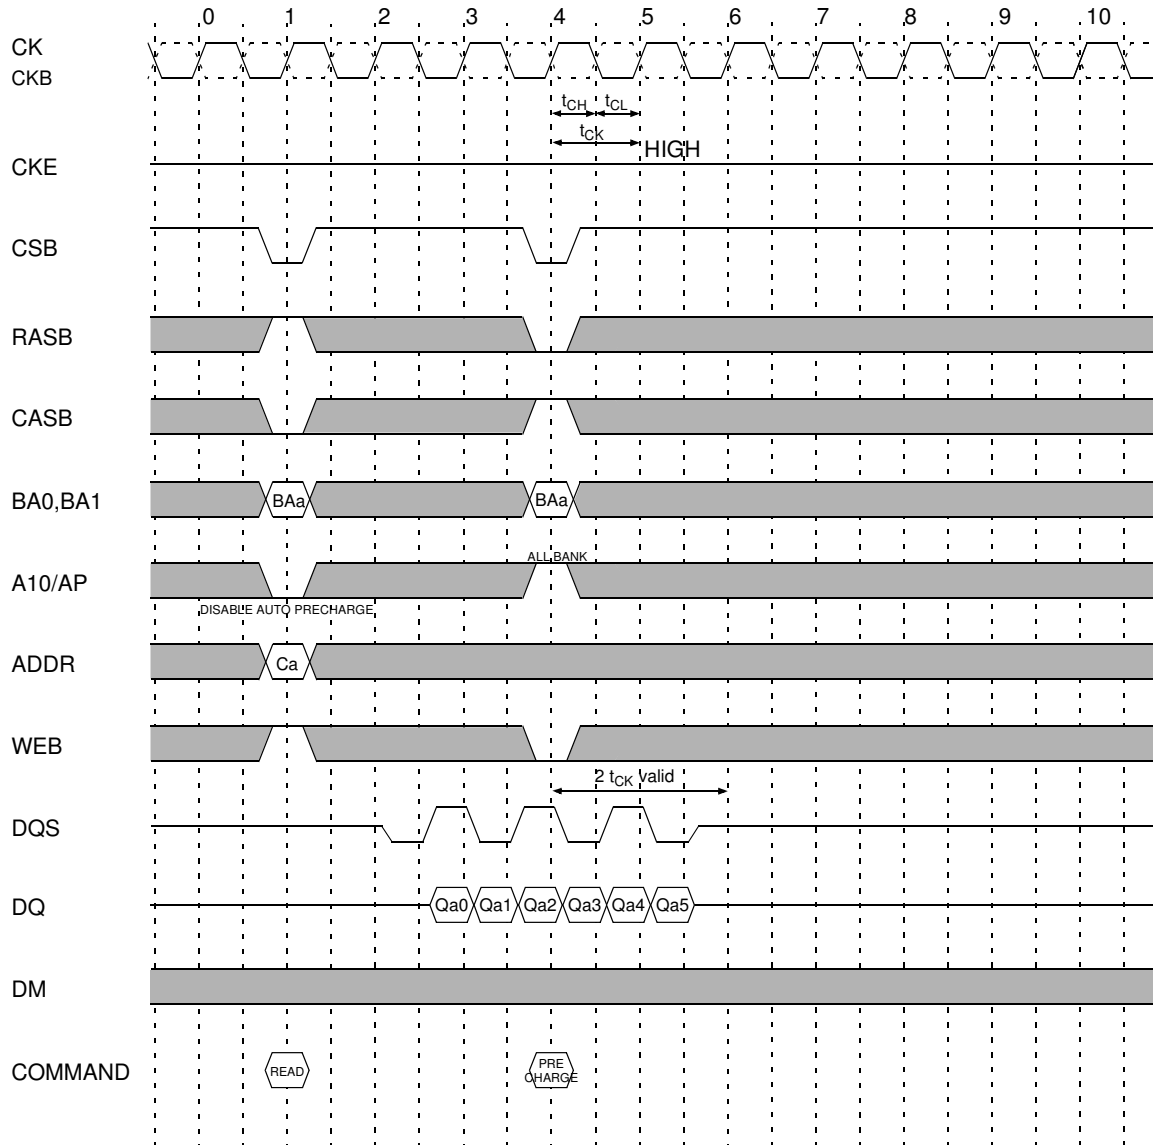 0 1 2 3 4 5 6 7 8 9 10
CK
CKB
tCH tCL
tCK
HIGH
CKE
CSB
RASB
CASB
BA0,BA1 BAa BAa
ALL BANK
A10/AP
DISABLE AUTO PRECHARGE
ADDR Ca
WEB
2 tCK valid
DQS
DQ Qa0 Qa1 Qa2 Qa3 Qa4 Qa5
DM
COMMAND READ PRE
CHARGE